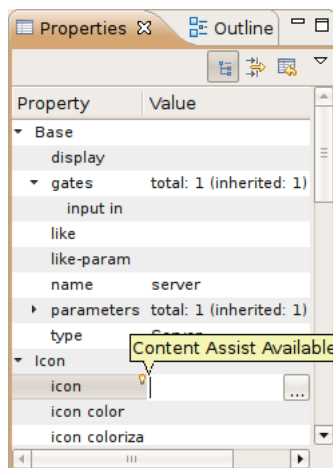 Properties Outline
Property Value
Base
display
gates total: 1 (inherited: 1)
input in
like
like-param
name server
parameters total: 1 (inherited: 1)
type
Content Assist Available
Icon
icon ...
icon color
icon coloriza